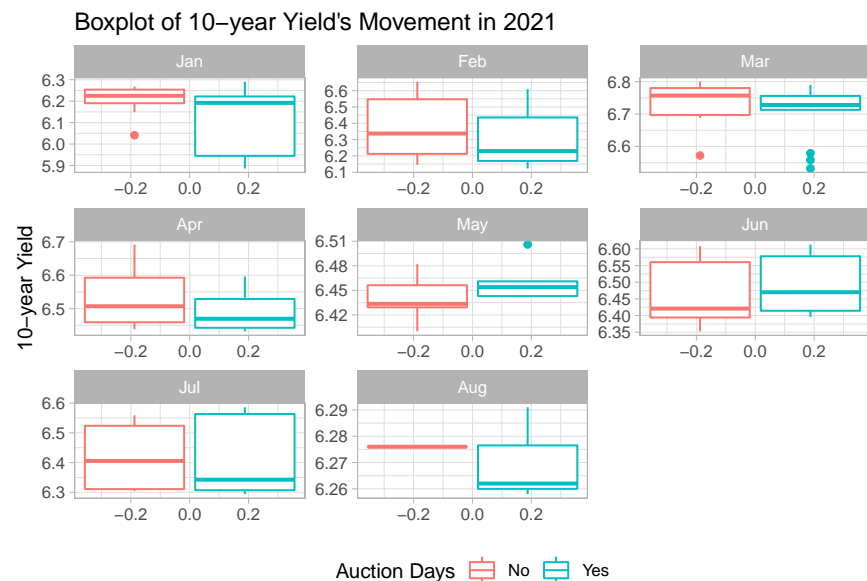 Boxplot of 10−year Yield's Movement in 2021
Jan
Feb
Mar
6.3
6.2
6.1
6.0
5.9
−0.2 0.0 0.2
6.6
6.5
6.4
6.3
6.2
6.1
−0.2 0.0 0.2
6.8
6.7
6.6
−0.2 0.0 0.2
10−year Yield
Apr
May
Jun
6.7
6.6
6.5
−0.2 0.0 0.2
6.51
6.48
6.45
6.42
−0.2 0.0 0.2
6.60
6.55
6.50
6.45
6.40
6.35
−0.2 0.0 0.2
Jul
Aug
6.6
6.5
6.4
6.3
−0.2 0.0 0.2
6.29
6.28
6.27
6.26
−0.2 0.0 0.2
Auction Days No Yes